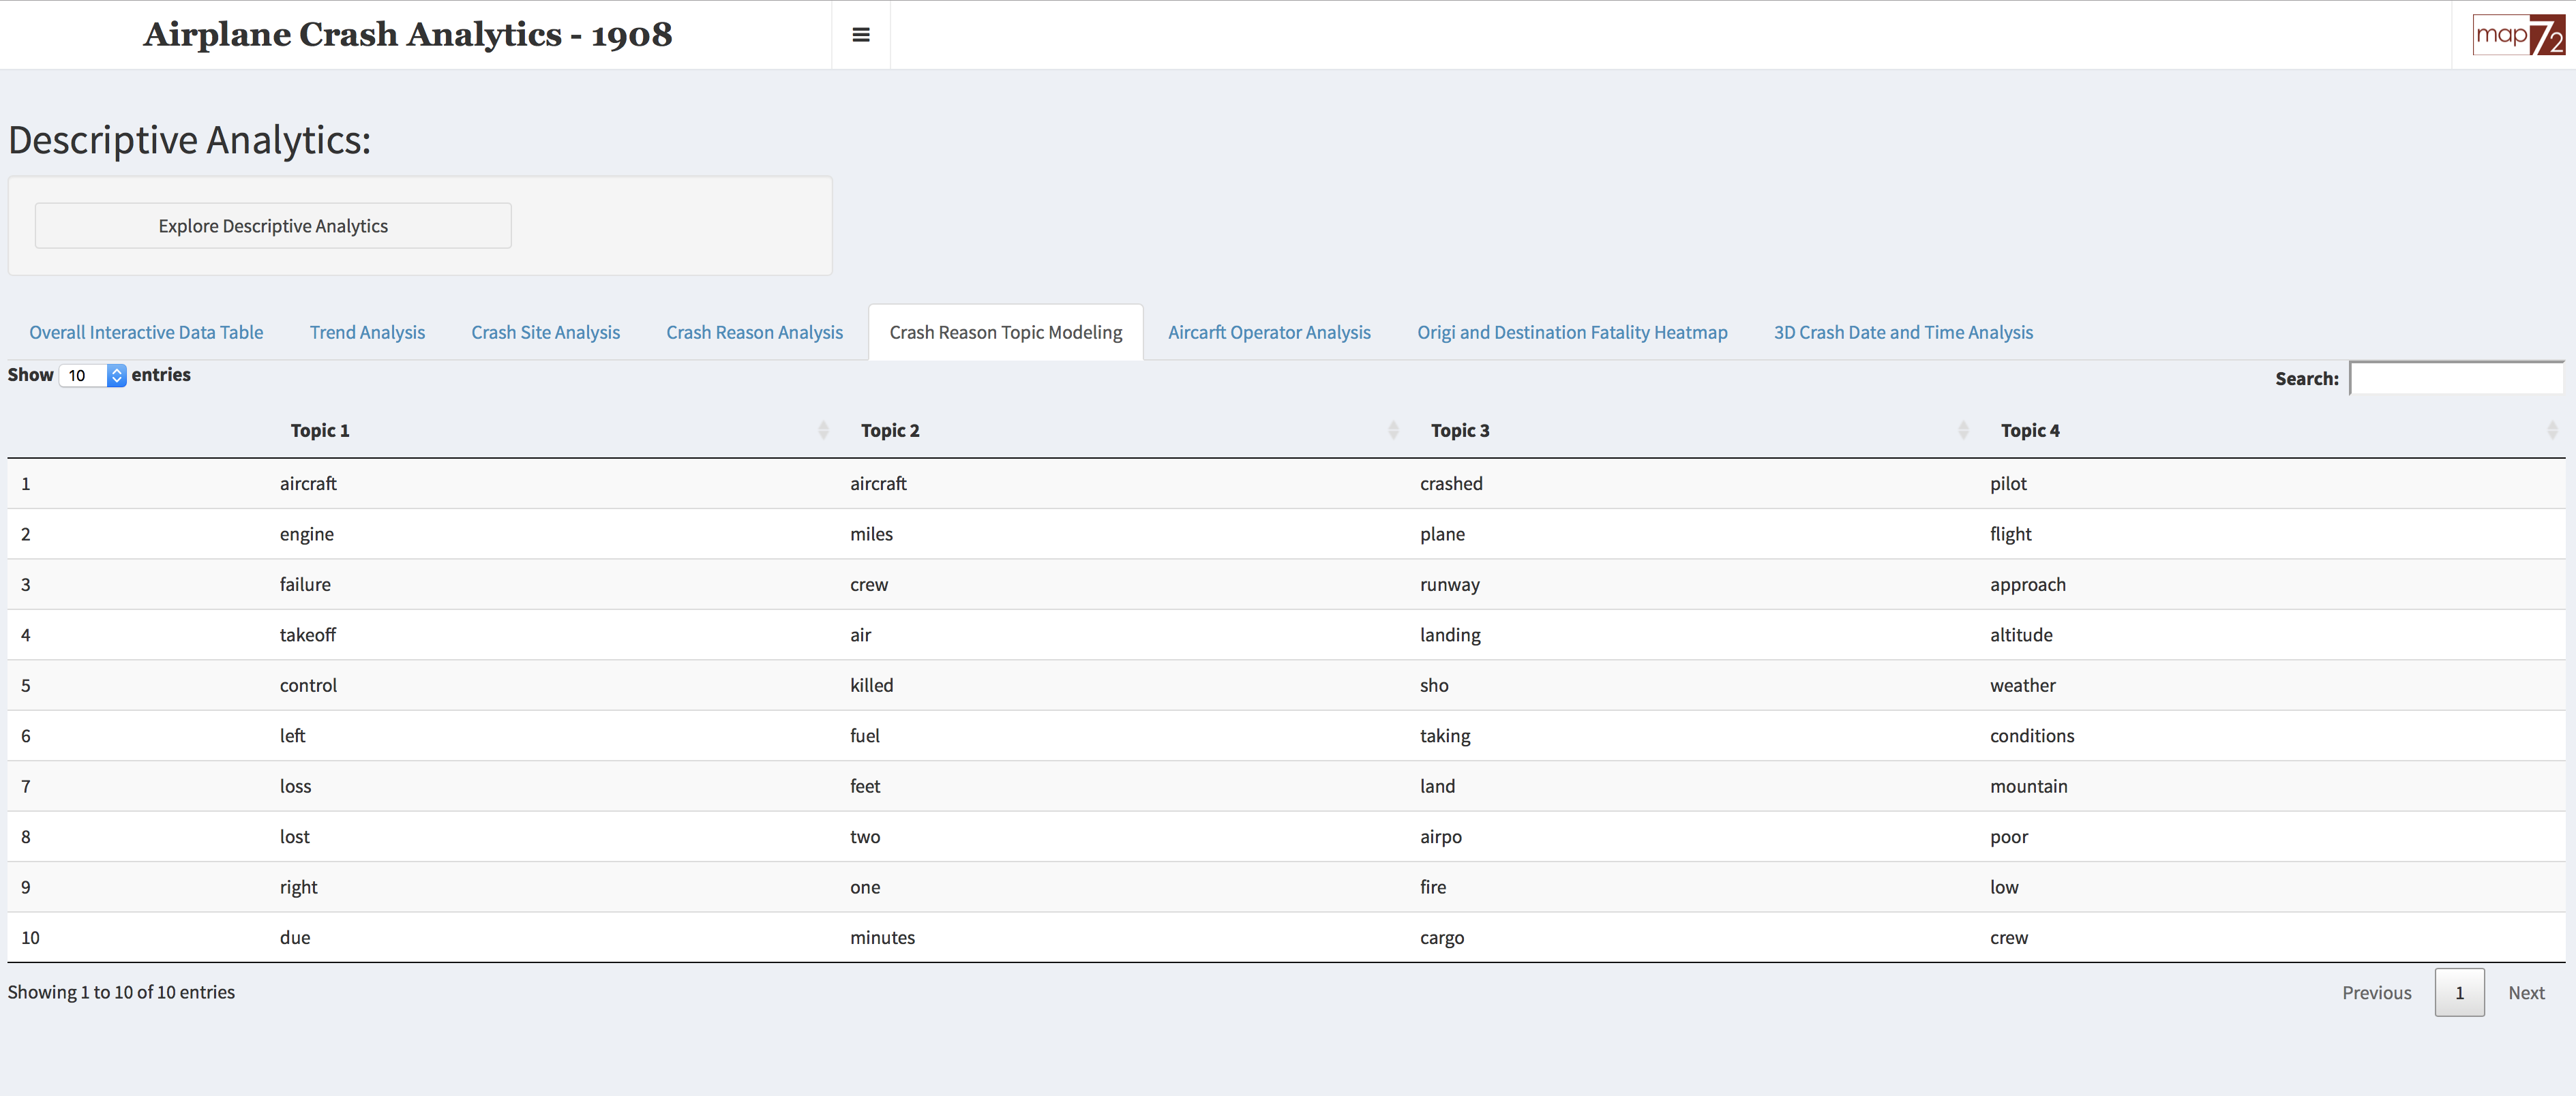 Airplane Crash Analytics - 1908
map72
Descriptive Analytics:
Explore Descriptive Analytics
Overall Interactive Data Table Trend Analysis Crash Site Analysis Crash Reason Analysis Crash Reason Topic Modeling Aircarft Operator Analysis Origi and Destination Fatality Heatmap 3D Crash Date and Time Analysis
Show 10 entries Search:
Topic 1 Topic 2 Topic 3 Topic 4
1 aircraft aircraft crashed pilot
2 engine miles plane flight
3 failure crew runway approach
4 takeoff air landing altitude
5 control killed sho weather
6 left fuel taking conditions
7 loss feet land mountain
8 lost two airpo poor
9 right one fire low
10 due minutes cargo crew
Showing 1 to 10 of 10 entries Previous 1 Next